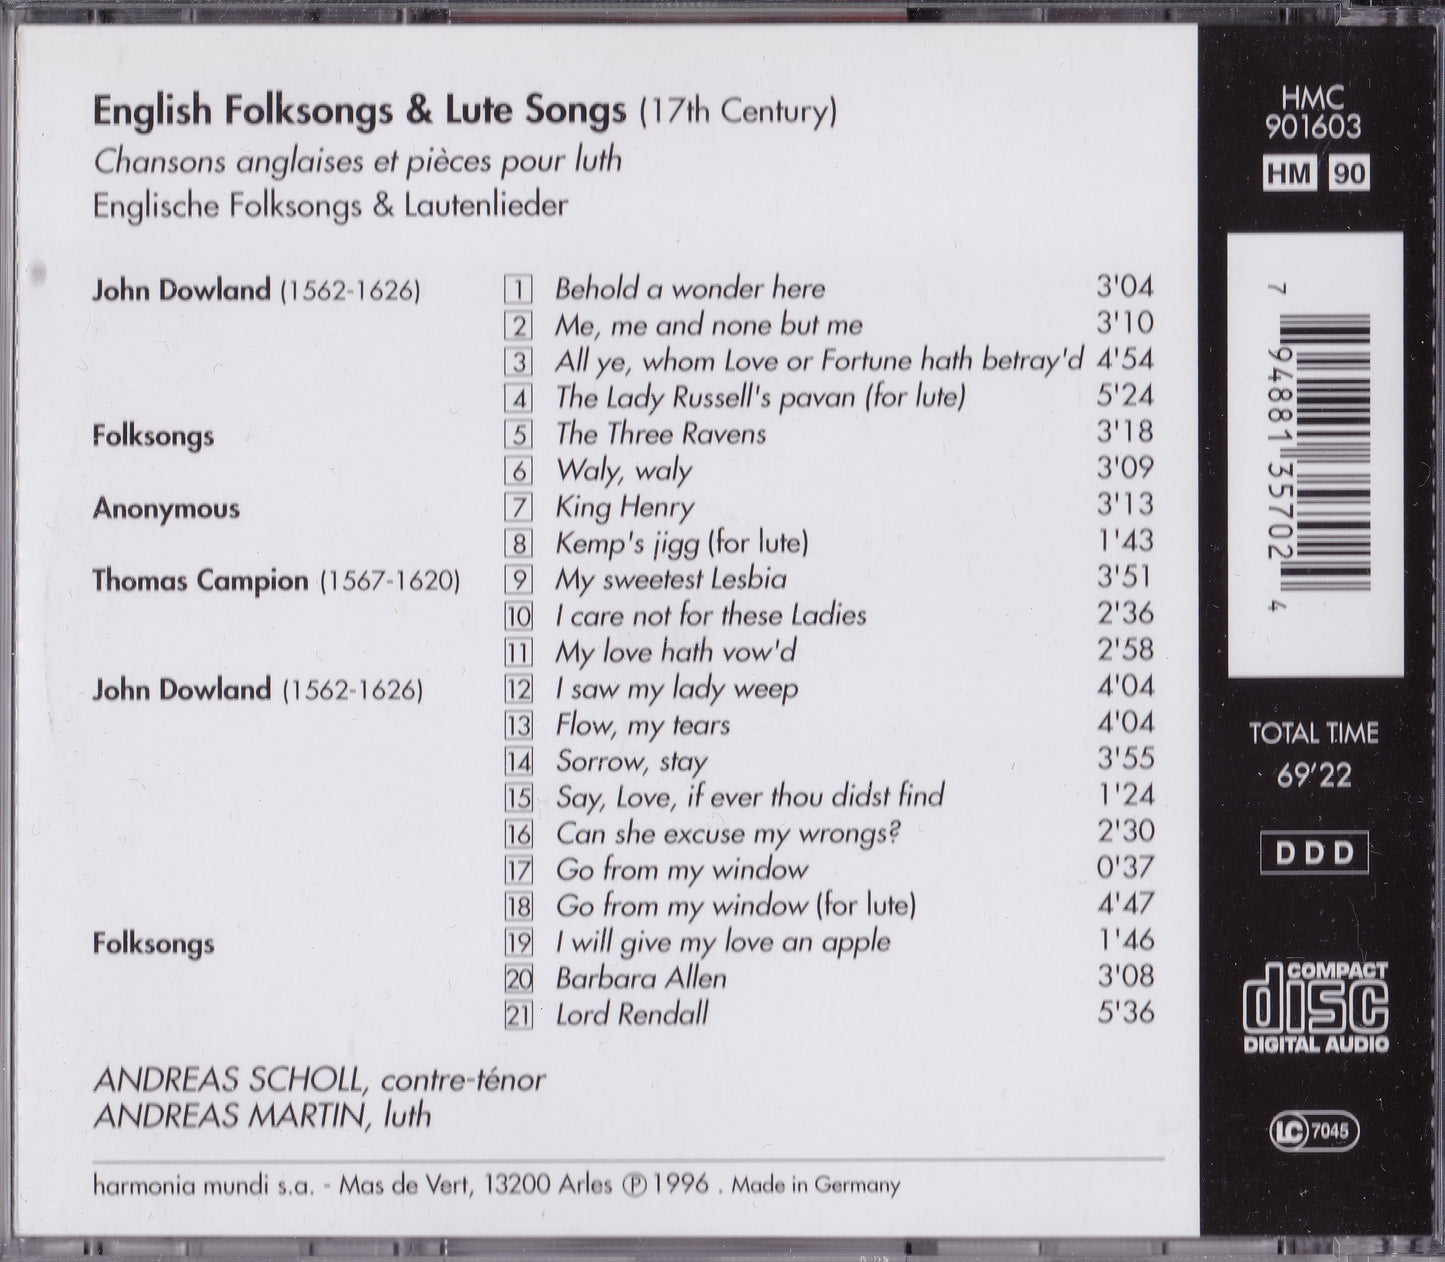 English Folksongs & Lute Songs (17th Century)
Chansons anglaises et pièces pour luth
Englische Folksongs & Lautenlieder
John Dowland (1562-1626) 1 Behold a wonder here 3'04
2 Me, me and none but me 3'10
3 All ye, whom Love or Fortune hath betray'd 4'54
4 The Lady Russell's pavan (for lute) 5'24
Folksongs 5 The Three Ravens 3'18
6 Waly, waly 3'09
Anonymous 7 King Henry 3'13
8 Kemp's jigg (for lute) 1'43
Thomas Campion (1567-1620) 9 My sweetest Lesbia 3'51
10 I care not for these Ladies 2'36
11 My love hath vow'd 2'58
John Dowland (1562-1626) 12 I saw my lady weep 4'04
13 Flow, my tears 4'04
14 Sorrow, stay 3'55
15 Say, Love, if ever thou didst find 1'24
16 Can she excuse my wrongs? 2'30
17 Go from my window 0'37
18 Go from my window (for lute) 4'47
Folksongs 19 I will give my love an apple 1'46
20 Barbara Allen 3'08
21 Lord Rendall 5'36
ANDREAS SCHOLL, contre-ténor
ANDREAS MARTIN, luth
harmonia mundi s.a. - Mas de Vert, 13200 Arles ℗ 1996 . Made in Germany
HMC
901603
HM 90
7 94881 35702 4
TOTAL TIME
69'22
DDD
COMPACT
disc
DIGITAL AUDIO
LC 7045